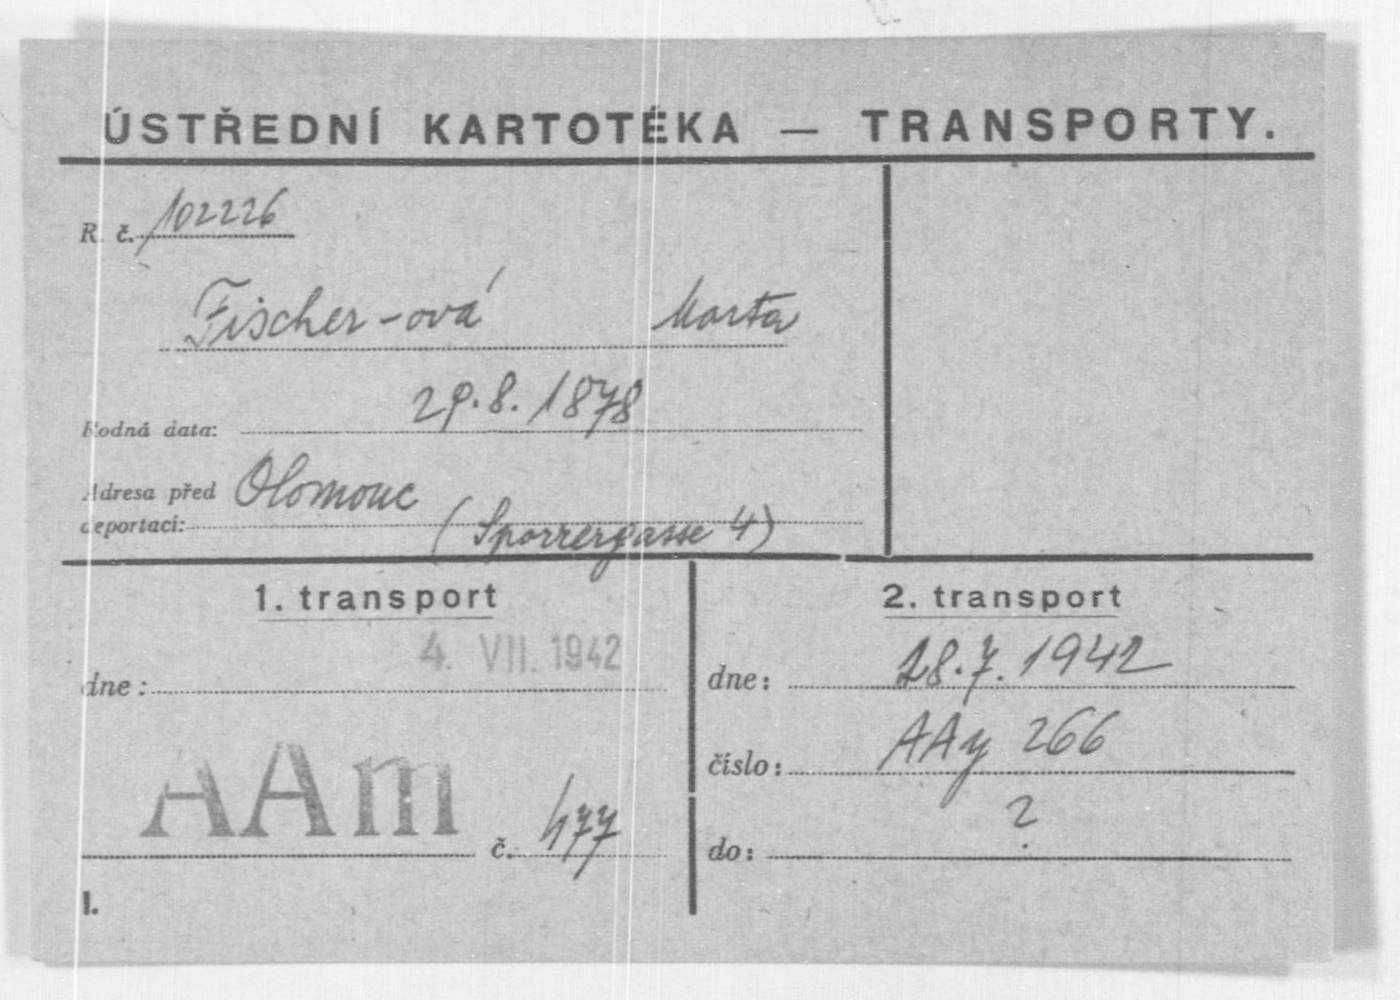 ÚSTŘEDNÍ KARTOTÉKA — TRANSPORTY.
R. č. 102226
Fischer-ová Marta
Rodná data: 29.8.1878
Adresa před deportací: Olomouc
(Sporrergasse 4)
1. transport
4. VII. 1942
dne:
AAm č. 477
I.
2. transport
dne: 28.7.1942
číslo: AAy 266
do: ?